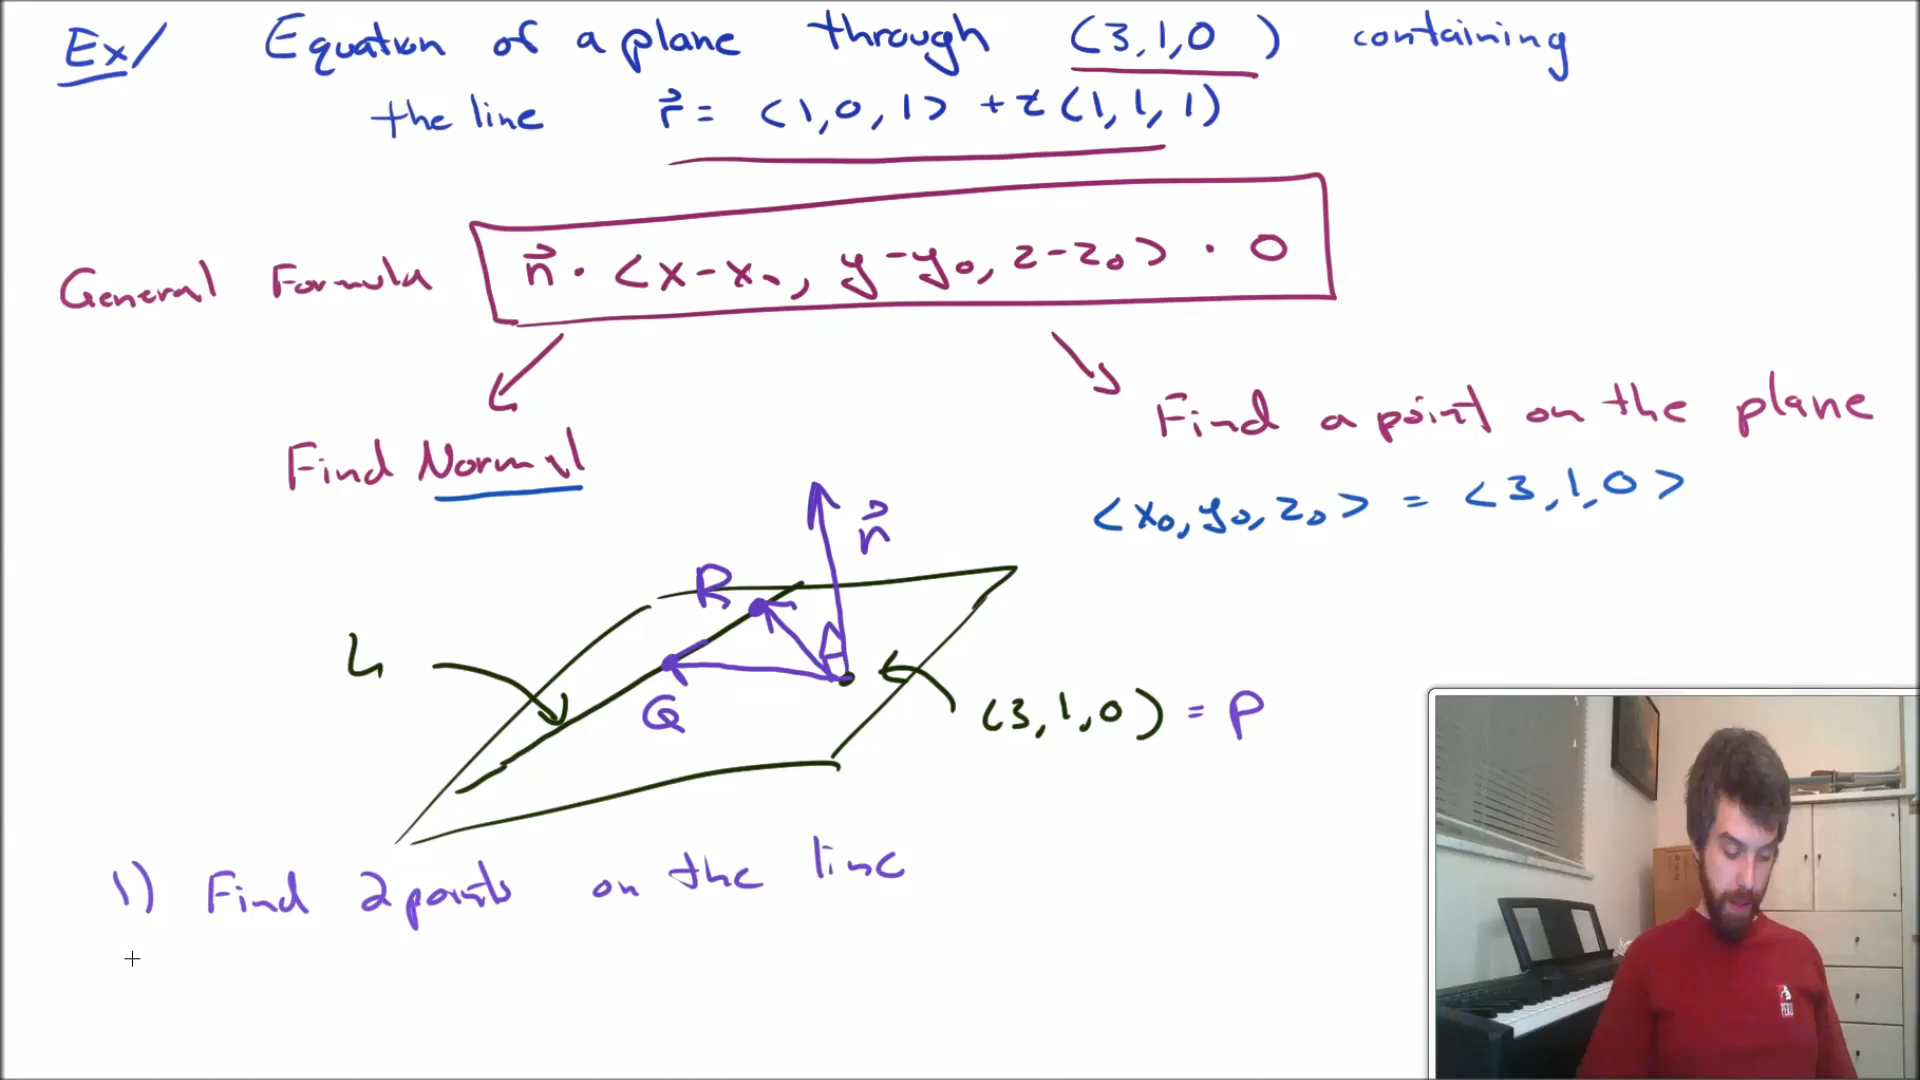 Ex/ Equation of a plane through (3,1,0) containing
the line r⃗ = <1,0,1> + t(1,1,1)
General Formula n⃗ · <x-x₀, y-y₀, z-z₀> · 0
Find a point on the plane
Find Normal
<x₀,y₀,z₀> = <3,1,0>
n⃗
R
L
Q
(3,1,0) = P
1) Find 2 points on the line
PERU